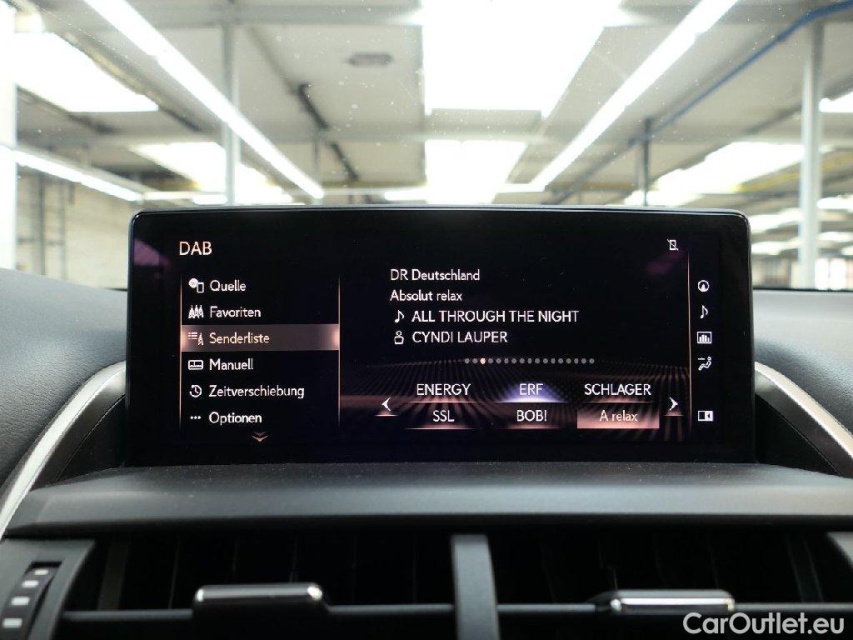 DAB
Quelle
Favoriten
Senderliste
Manuell
Zeitverschiebung
Optionen
DR Deutschland
Absolut relax
ALL THROUGH THE NIGHT
CYNDI LAUPER
ENERGY ERF SCHLAGER
SSL BOB! A relax
CarOutlet.eu